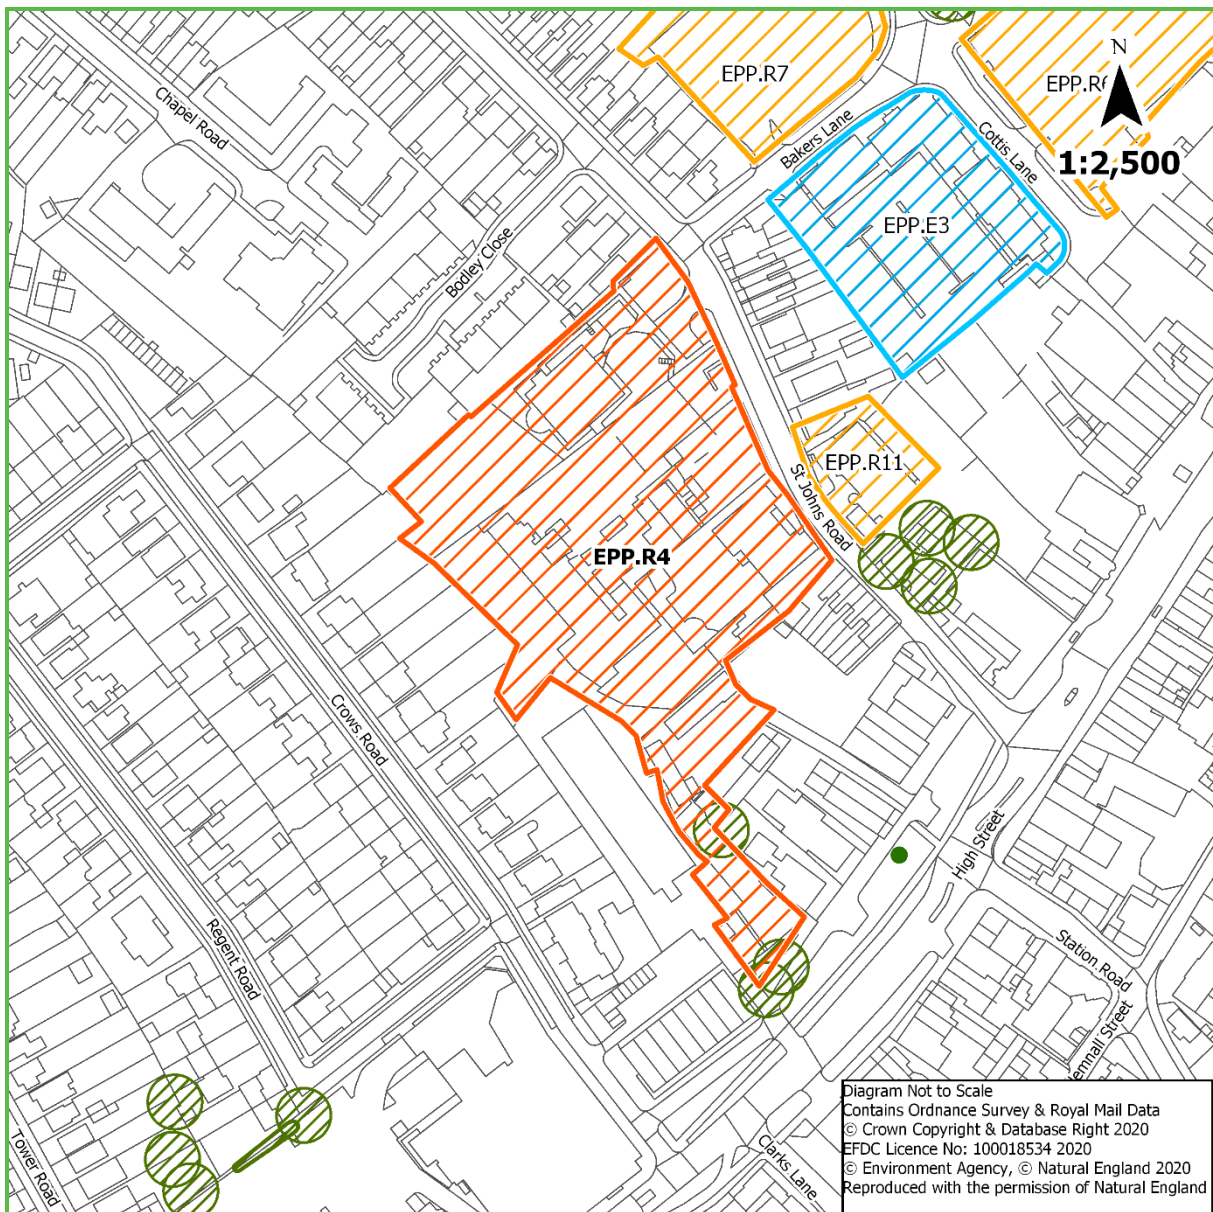 N
1:2,500
EPP.R7
EPP.R6
Chapel Road
Bakers Lane
Cottis Lane
EPP.E3
Bodley Close
EPP.R11
St Johns Road
EPP.R4
Crows Road
High Street
Regent Road
Station Road
Tower Road
Clarks Lane
Diagram Not to Scale
Contains Ordnance Survey & Royal Mail Data
© Crown Copyright & Database Right 2020
EFDC Licence No: 100018534 2020
© Environment Agency, © Natural England 2020
Reproduced with the permission of Natural England